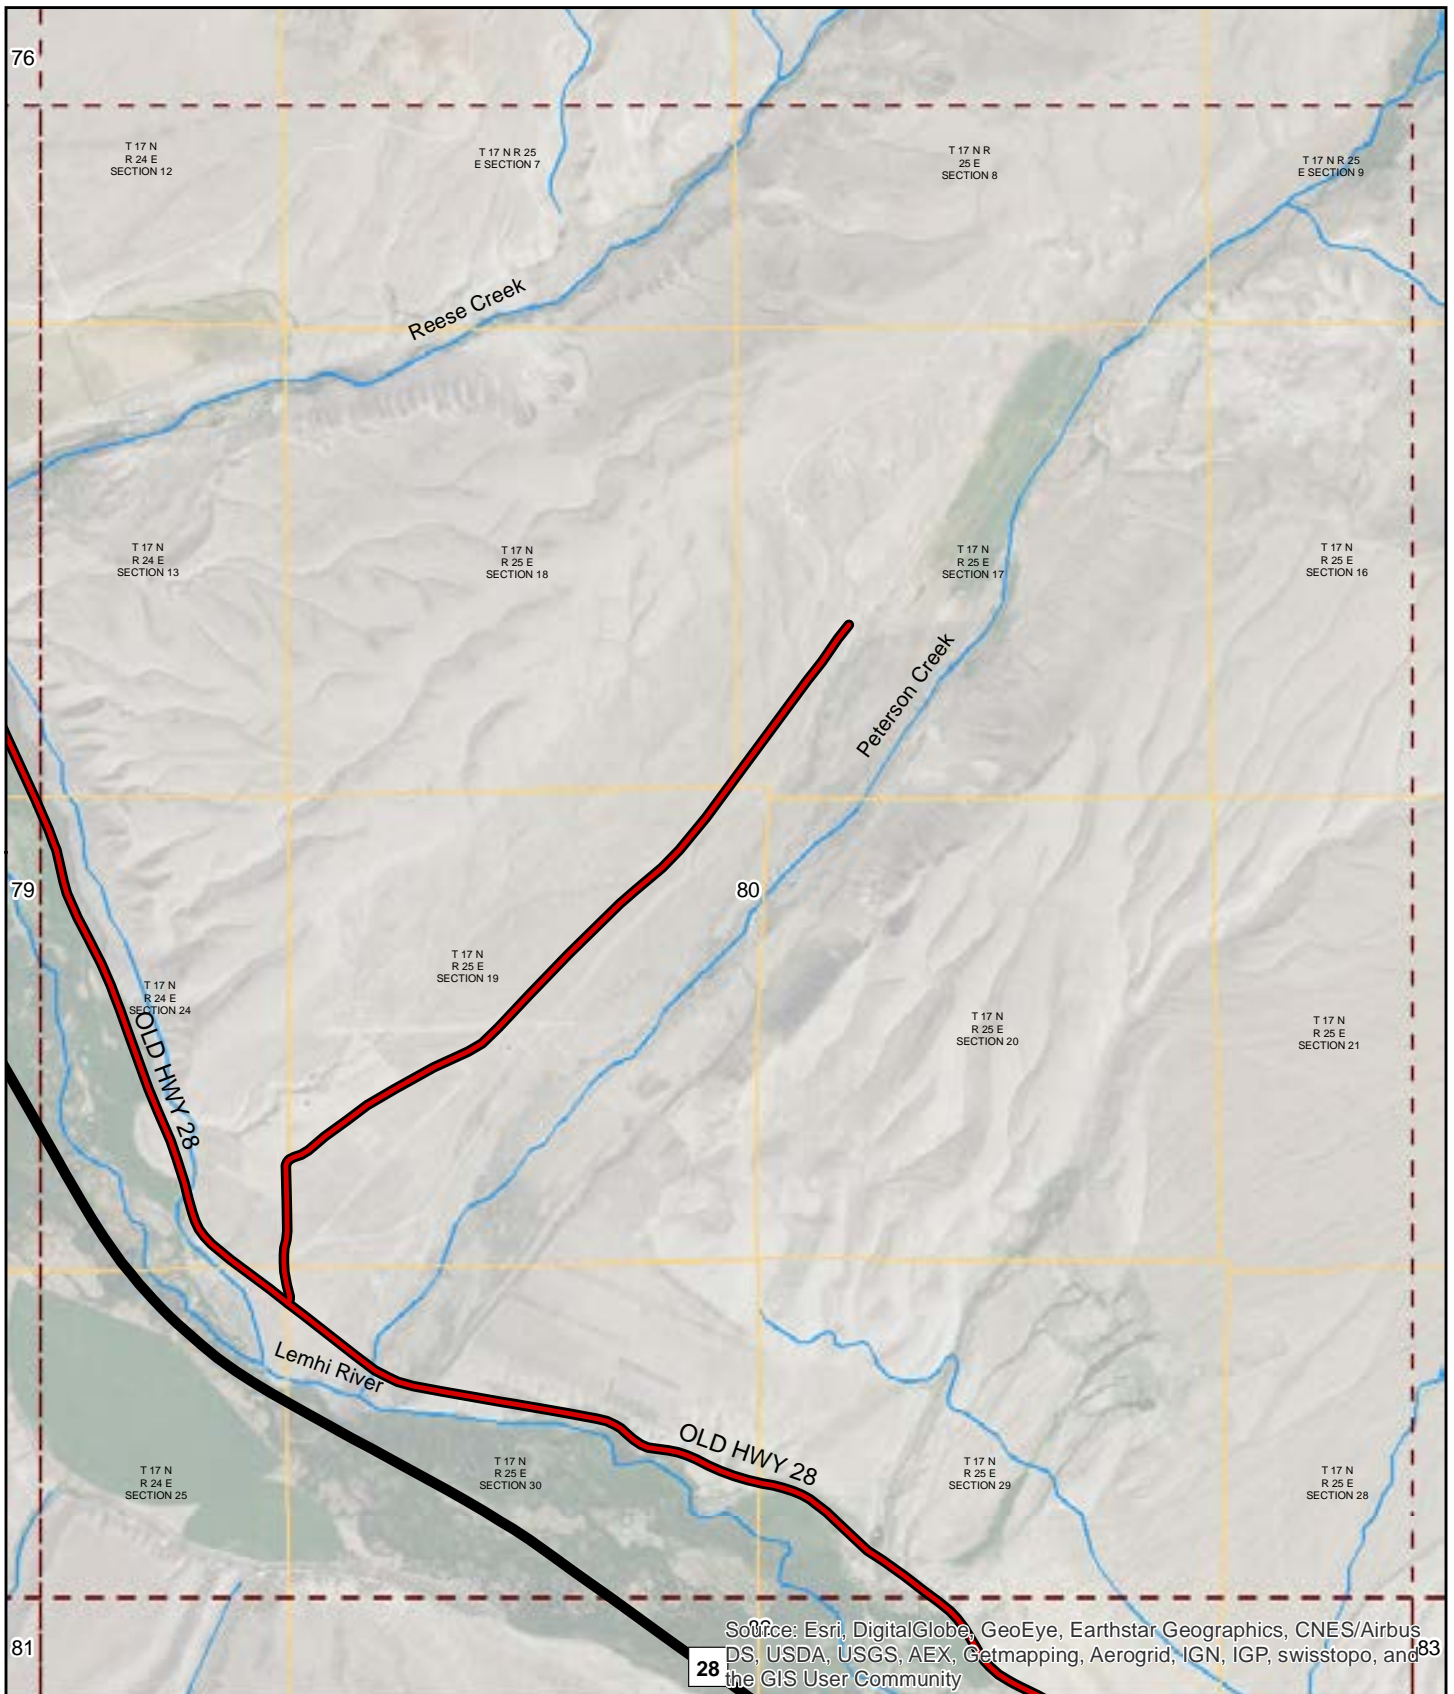 76
T 17 N
R 24 E
SECTION 12
T 17 N R 25
E SECTION 7
T 17 N R
25 E
SECTION 8
T 17 N R 25
E SECTION 9
Reese Creek
T 17 N
R 24 E
SECTION 13
T 17 N
R 25 E
SECTION 18
T 17 N
R 25 E
SECTION 17
T 17 N
R 25 E
SECTION 16
Peterson Creek
79
80
T 17 N
R 24 E
SECTION 24
T 17 N
R 25 E
SECTION 19
T 17 N
R 25 E
SECTION 20
T 17 N
R 25 E
SECTION 21
OLD HWY 28
Lemhi River
OLD HWY 28
T 17 N
R 24 E
SECTION 25
T 17 N
R 25 E
SECTION 30
T 17 N
R 25 E
SECTION 29
T 17 N
R 25 E
SECTION 28
81
28
83
Source: Esri, DigitalGlobe, GeoEye, Earthstar Geographics, CNES/Airbus
DS, USDA, USGS, AEX, Getmapping, Aerogrid, IGN, IGP, swisstopo, and
the GIS User Community